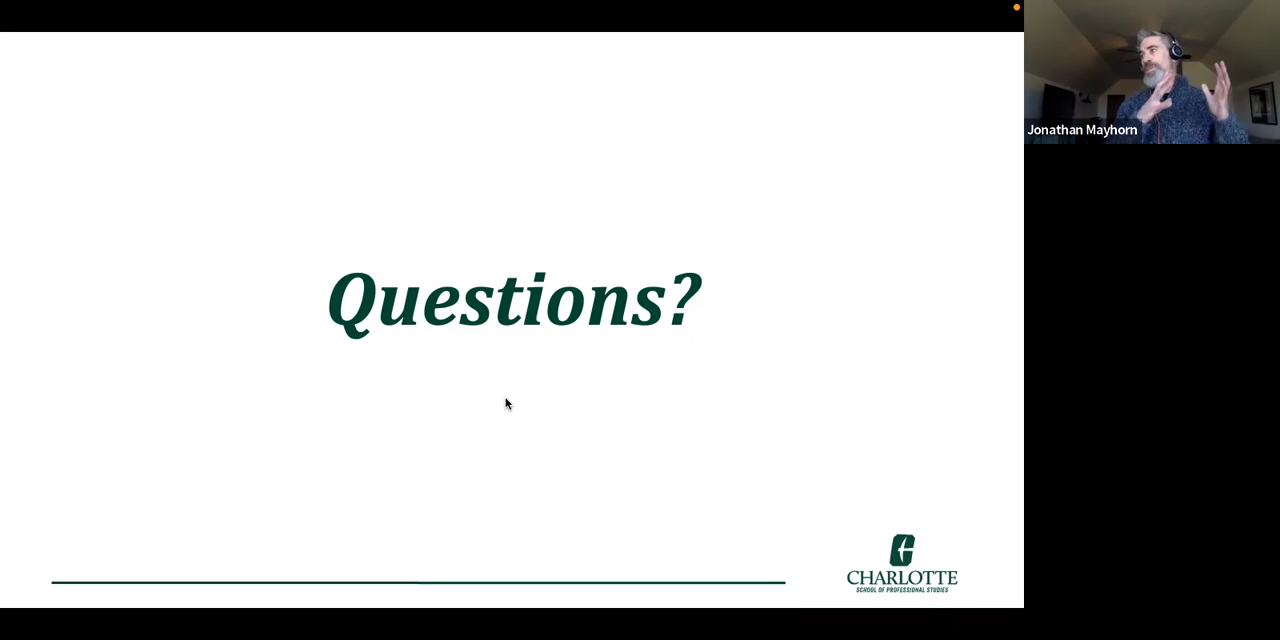 Jonathan Mayhorn
Questions?
CHARLOTTE
SCHOOL OF PROFESSIONAL STUDIES